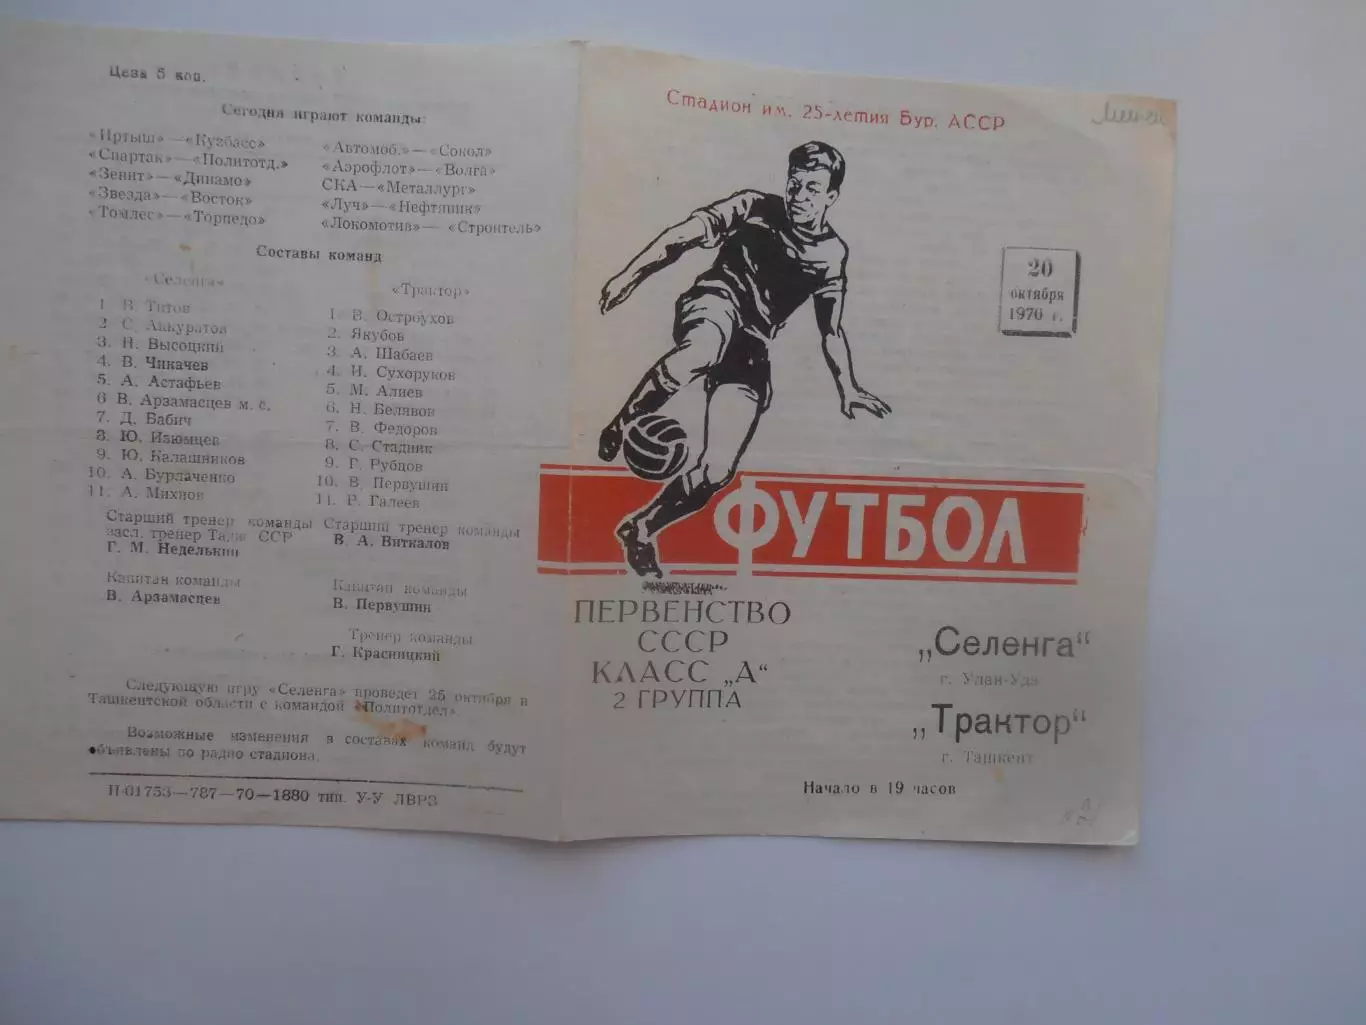 Цена 5 коп.
Сегодня играют команды:
«Иртыш»—«Кузбасс»
«Спартак»—«Политотд.»
«Зенит»—«Динамо»
«Звезда»—«Восток»
«Томлес»—«Торпедо»
«Автомоб.»—«Сокол»
«Аэрофлот»—«Волга»
СКА—«Металлург»
«Луч»—«Нефтяник»
«Локомотив»—«Строитель»
Составы команд
«Селенга»
1 В. Титов
2 С. Аккуратов
3. Н. Высоцкий
4. В. Чикачев
5. А. Астафьев
6 В. Арзамасцев м. с.
7. Д. Бабич
8. Ю. Изюмцев
9. Ю. Калашников
10. А. Бурлаченко
11. А. Михнов
Старший тренер команды
засл. тренер Тадж ССР
Г. М. Неделькин
Капитан команды
В. Арзамасцев
«Трактор»
1. В. Остроухов
2. Якубов
3. А. Шабаев
4. И. Сухоруков
5. М. Алиев
6. Н. Белявов
7. В. Федоров
8. С. Стадник
9. Г. Рубцов
10. В. Первушин
11. Р. Галеев
Старший тренер команды
В. А. Виткалов
Капитан команды
В. Первушин
Тренер команды
Г. Красницкий
Следующую игру «Селенга» проведет 25 октября в
Ташкентской области с командой «Политотдел».
Возможные изменения в составах команд будут
объявлены по радио стадиона.
П-01753—787—70—1880 тип. У-У ЛВРЗ
Стадион им. 25-летия Бур. АССР
20
октября
1970 г.
ФУТБОЛ
ПЕРВЕНСТВО
СССР
КЛАСС „А“
2 ГРУППА
„Селенга“
г. Улан-Удэ
„Трактор“
г. Ташкент
Начало в 19 часов